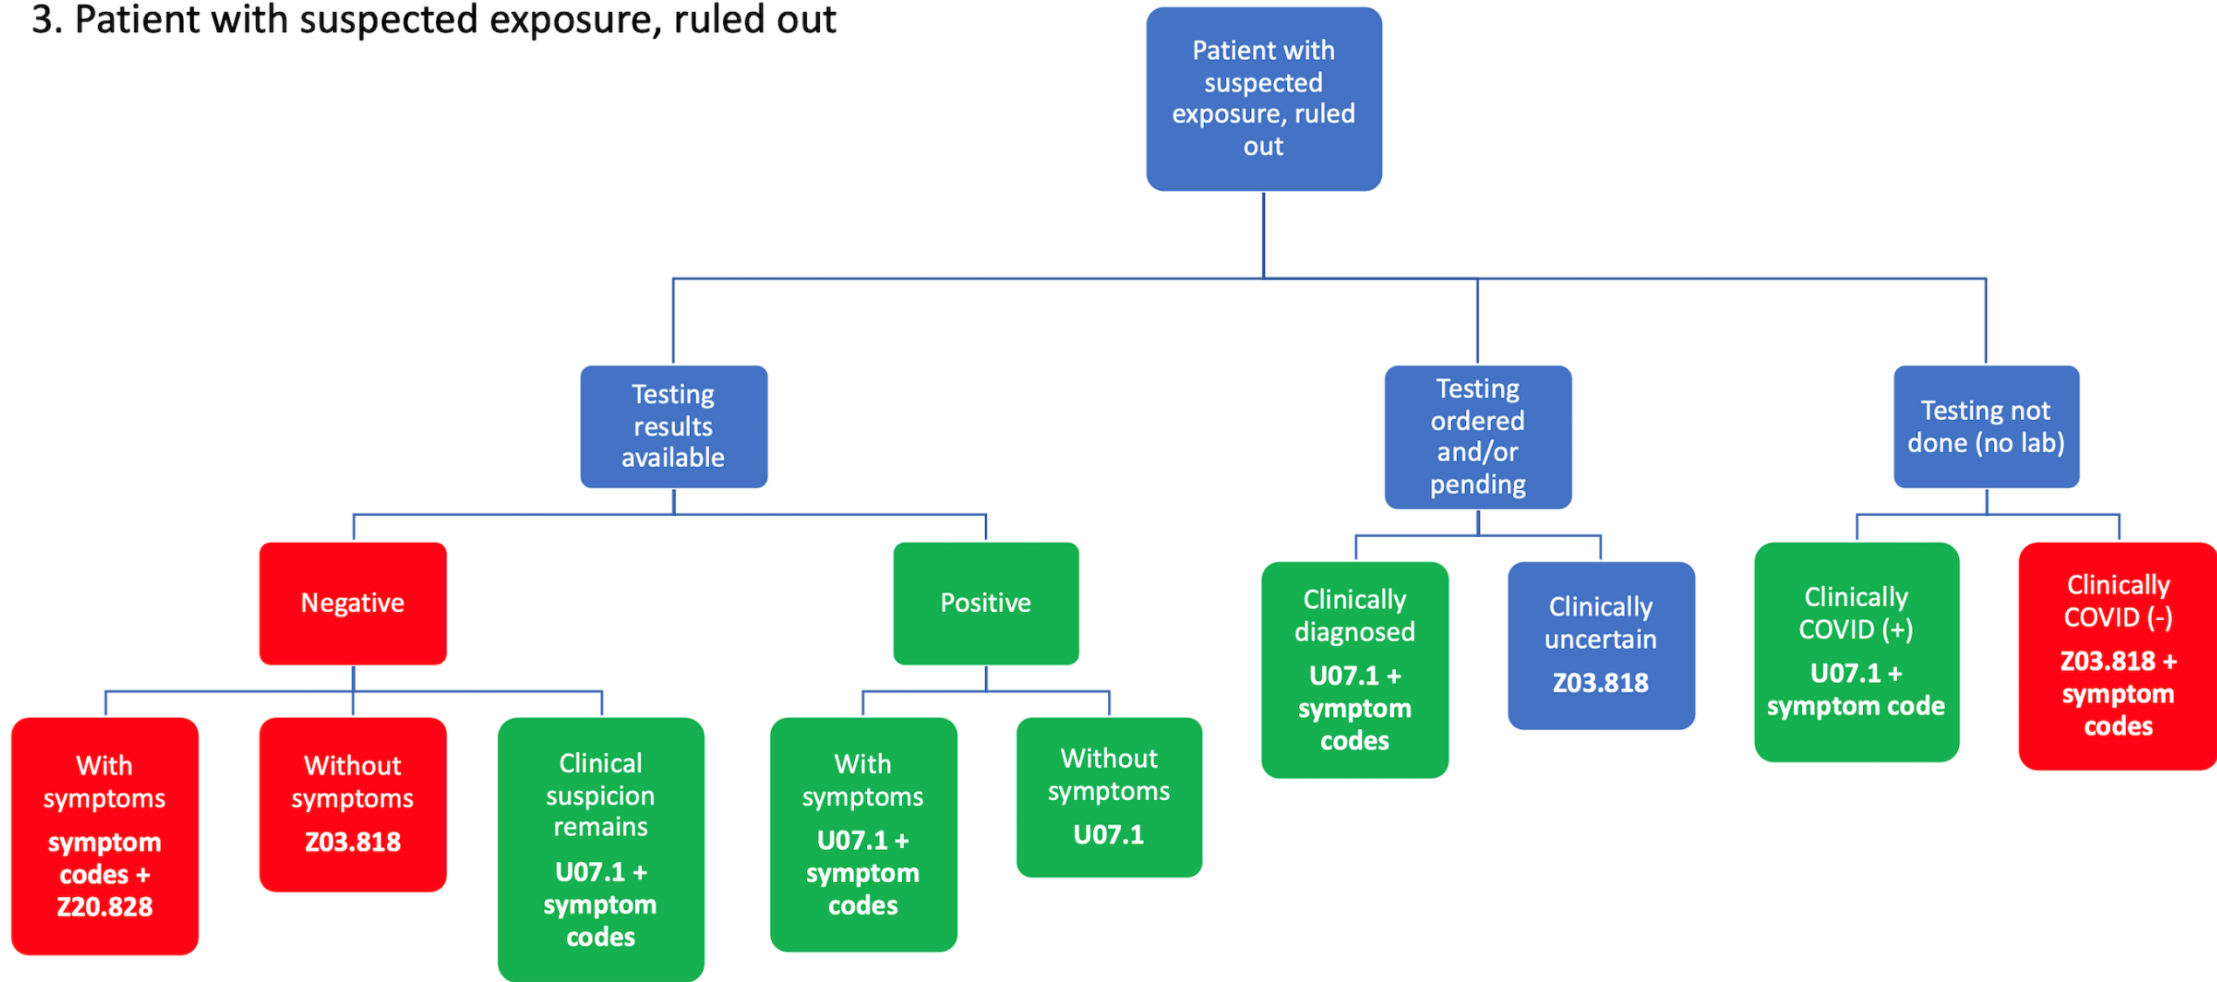 3. Patient with suspected exposure, ruled out
Patient with
suspected
exposure, ruled
out
Testing
results
available
Testing
ordered
and/or
pending
Testing not
done (no lab)
Negative
Positive
Clinically
diagnosed
U07.1 +
symptom
codes
Clinically
uncertain
Z03.818
Clinically
COVID (+)
U07.1 +
symptom code
Clinically
COVID (-)
Z03.818 +
symptom
codes
With
symptoms
symptom
codes +
Z20.828
Without
symptoms
Z03.818
Clinical
suspicion
remains
U07.1 +
symptom
codes
With
symptoms
U07.1 +
symptom
codes
Without
symptoms
U07.1